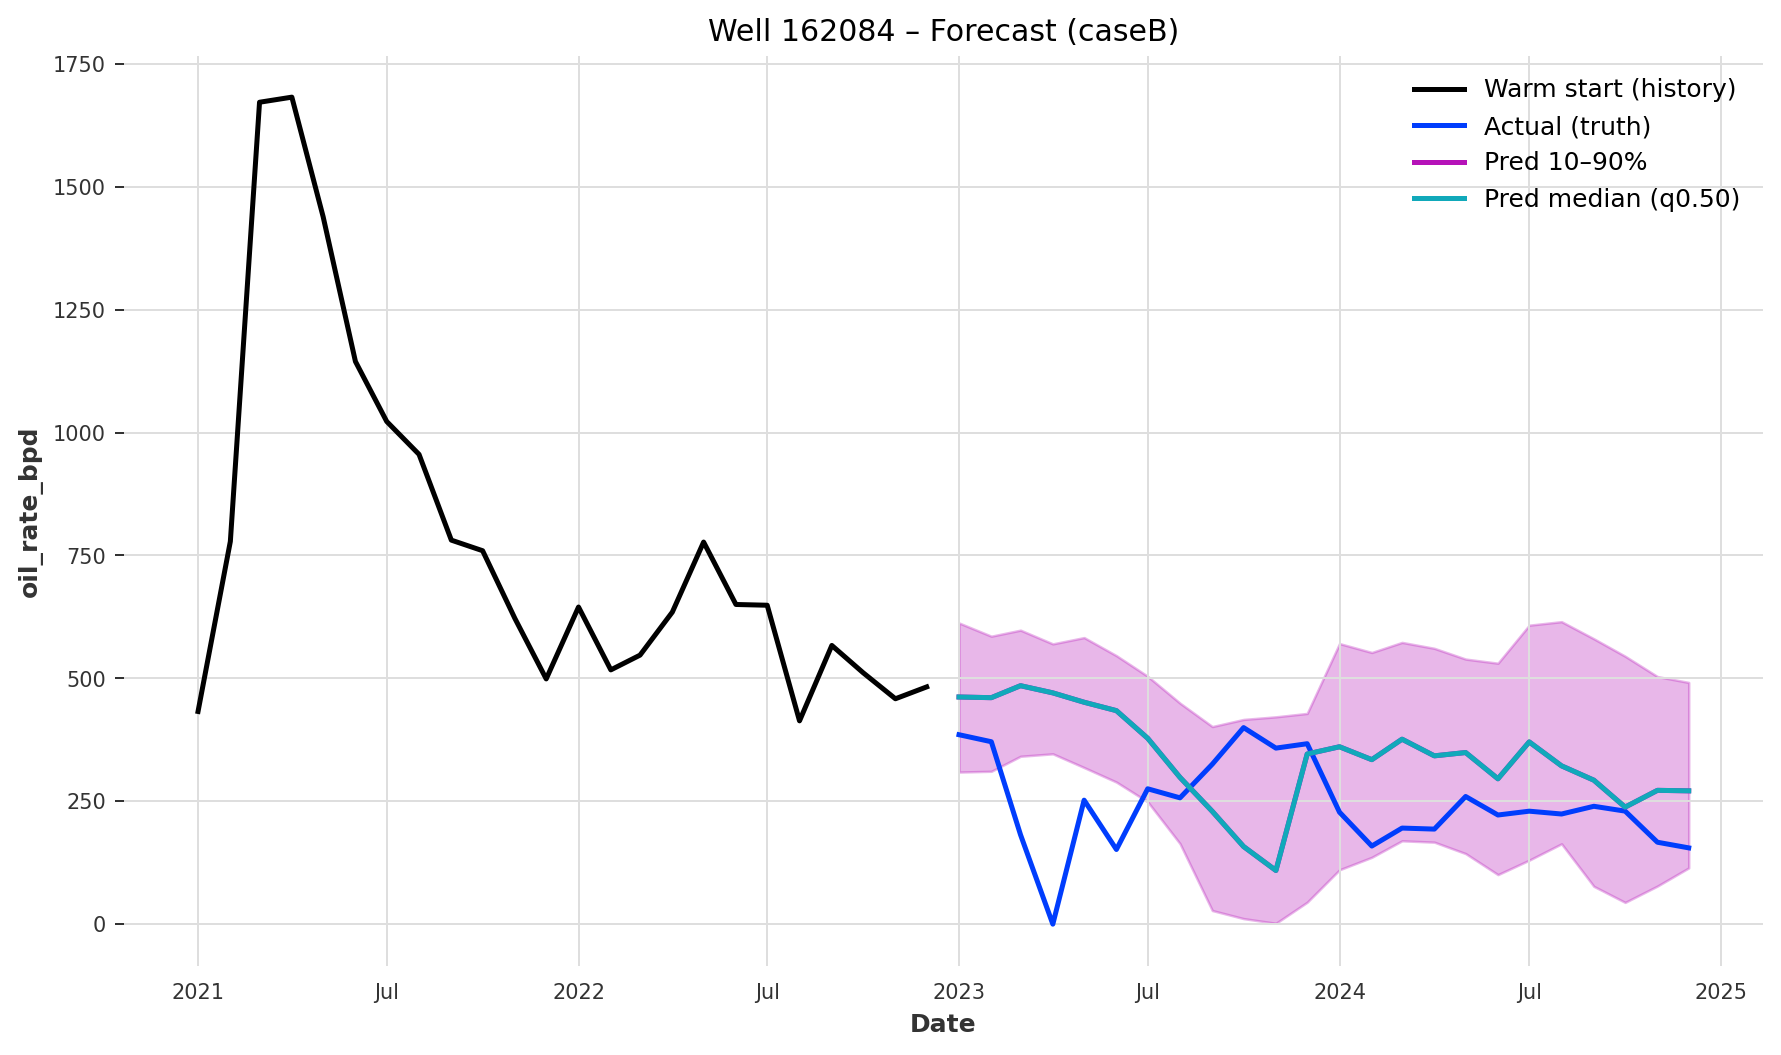 Well 162084 – Forecast (caseB)
Warm start (history)
Actual (truth)
Pred 10–90%
Pred median (q0.50)
oil_rate_bpd
1750
1500
1250
1000
750
500
250
0
2021
Jul
2022
Jul
2023
Jul
2024
Jul
2025
Date